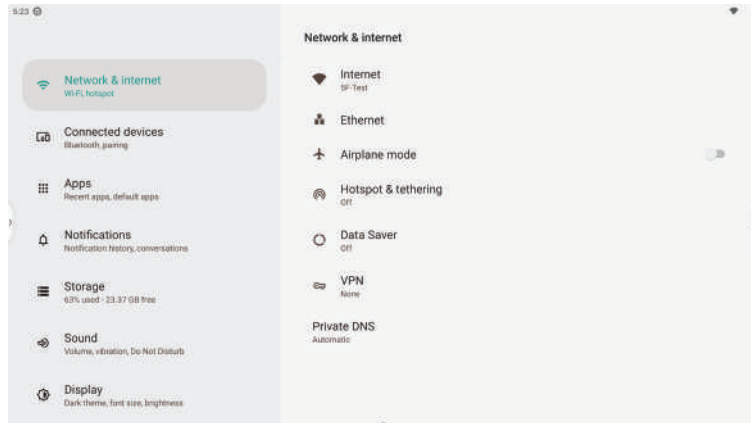 5:23
Network & internet
Wi-Fi, hotspot
Connected devices
Bluetooth, pairing
Apps
Recent apps, default apps
Notifications
Notification history, conversations
Storage
63% used - 23.37 GB free
Sound
Volume, vibration, Do Not Disturb
Display
Dark theme, font size, brightness
Network & internet
Internet
SF-Test
Ethernet
Airplane mode
Hotspot & tethering
Off
Data Saver
Off
VPN
None
Private DNS
Automatic